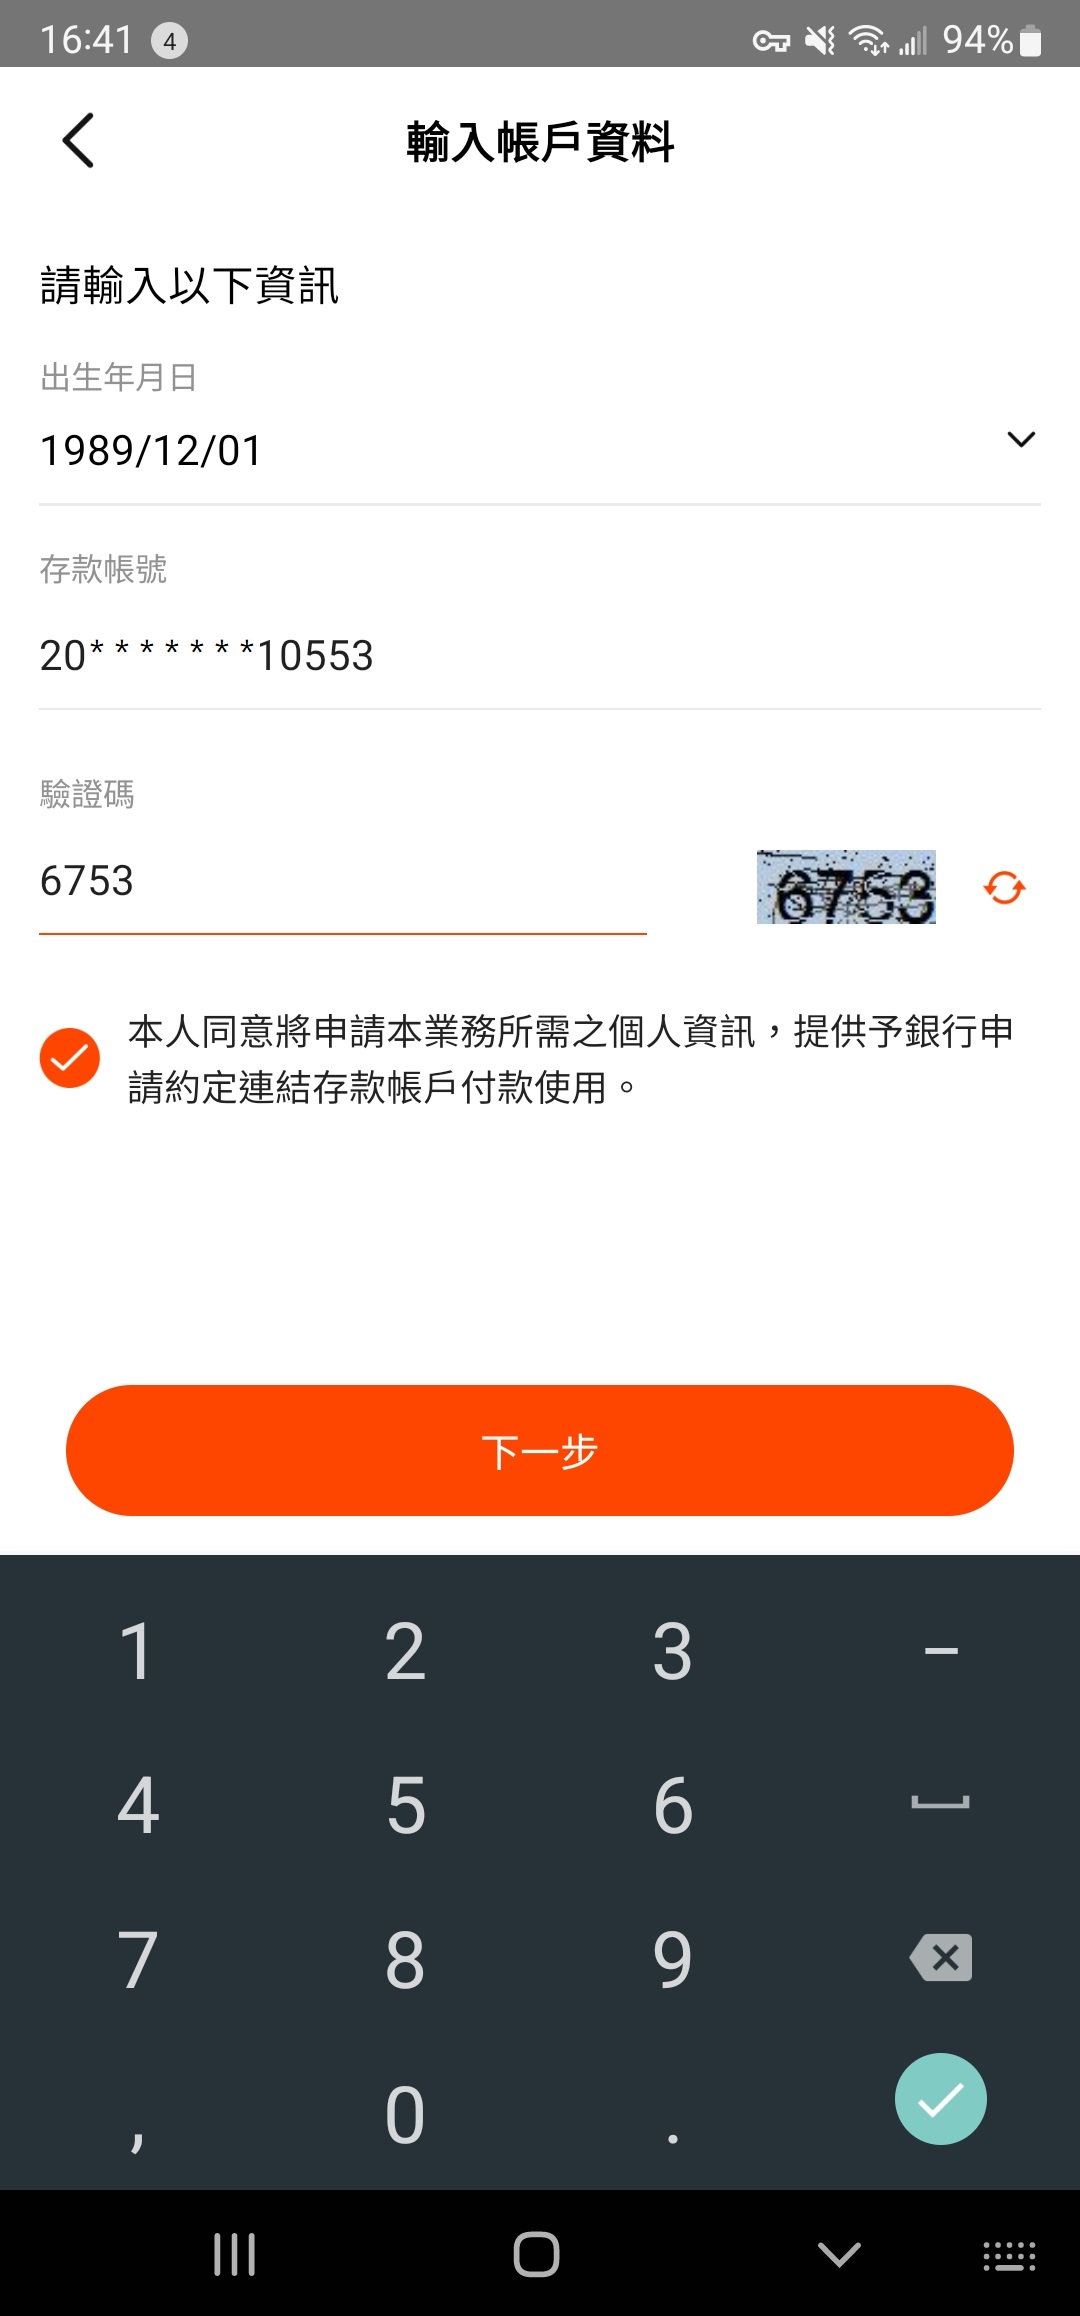 16:41 4 94%
輸入帳戶資料
請輸入以下資訊
出生年月日
1989/12/01
存款帳號
20*******10553
驗證碼
6753 6753
本人同意將申請本業務所需之個人資訊，提供予銀行申
請約定連結存款帳戶付款使用。
下一步
1 2 3 −
4 5 6
7 8 9
, 0 .